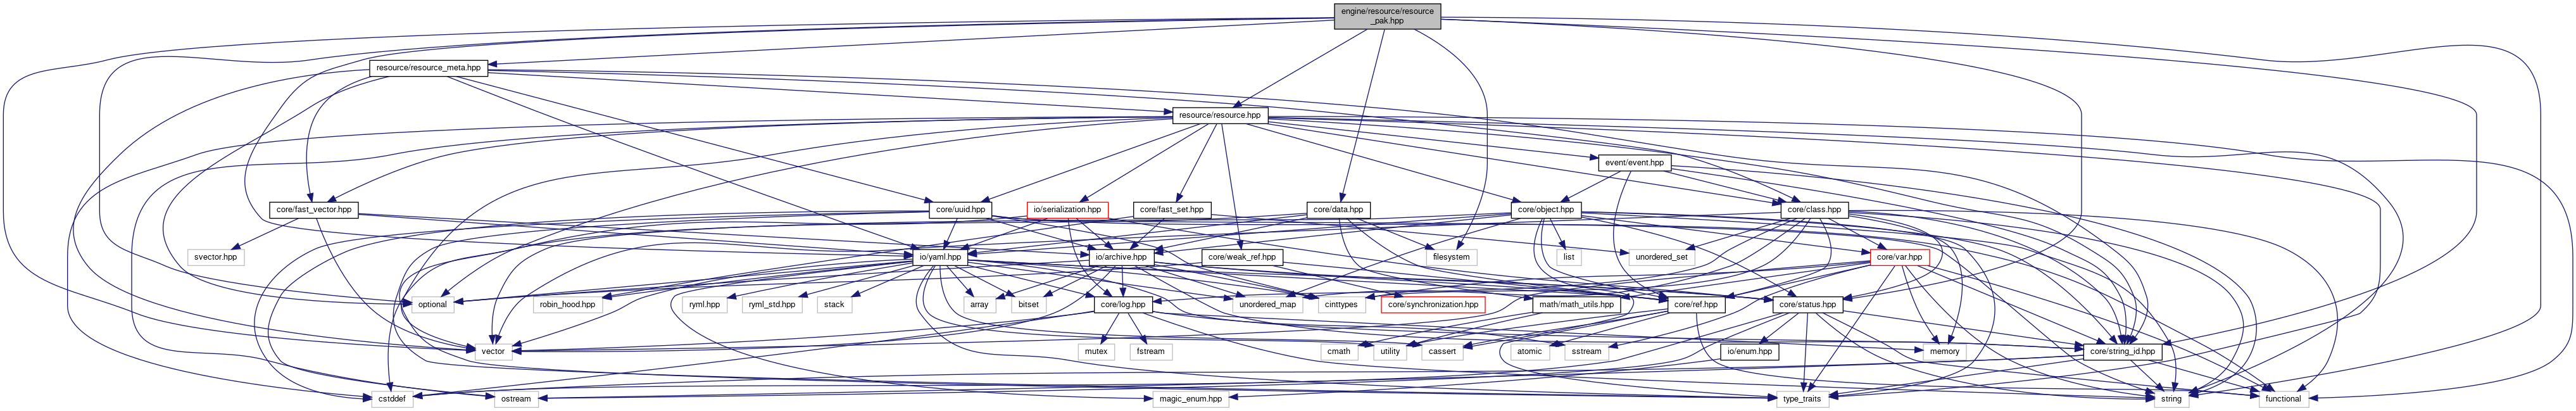 engine/resource/resource
_pak.hpp
resource/resource_meta.hpp
resource/resource.hpp
event/event.hpp
core/fast_vector.hpp
core/uuid.hpp
io/serialization.hpp
core/fast_set.hpp
core/data.hpp
core/object.hpp
core/class.hpp
svector.hpp
io/yaml.hpp
io/archive.hpp
core/weak_ref.hpp
filesystem
list
unordered_set
core/var.hpp
optional
robin_hood.hpp
ryml.hpp
ryml_std.hpp
stack
array
bitset
core/log.hpp
unordered_map
cinttypes
core/synchronization.hpp
math/math_utils.hpp
core/ref.hpp
core/status.hpp
vector
mutex
fstream
cmath
utility
cassert
atomic
sstream
io/enum.hpp
memory
core/string_id.hpp
cstddef
ostream
magic_enum.hpp
type_traits
string
functional